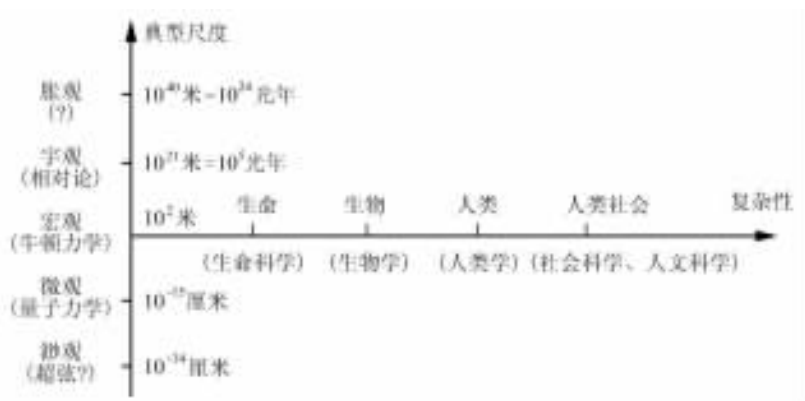 典型尺度
胀观
(?)
10⁴⁰米=10²⁴光年
宇观
(相对论)
10²¹米=10⁵光年
宏观
(牛顿力学)
10²米
生命
生物
人类
人类社会
复杂性
(生命科学)
(生物学)
(人类学)
(社会科学、人文科学)
微观
(量子力学)
10⁻¹⁵厘米
渺观
(超弦?)
10⁻³⁴厘米